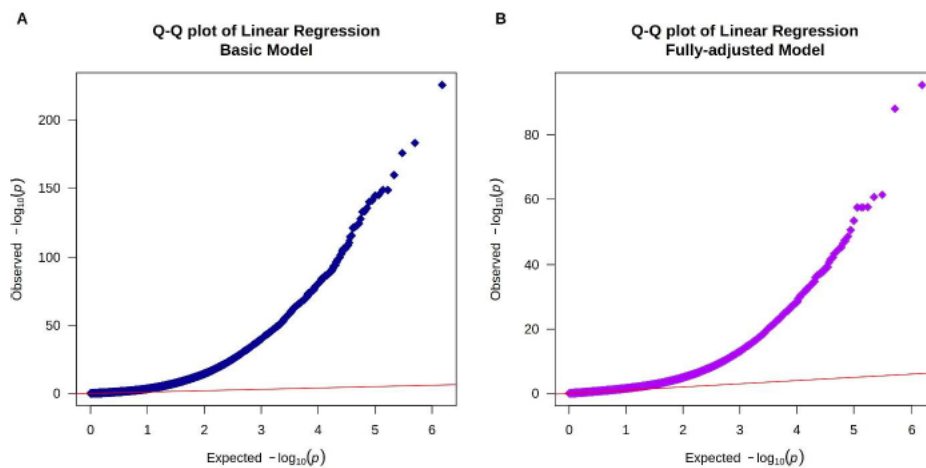 A
Q-Q plot of Linear Regression
Basic Model
200
150
100
50
0
Observed −log10(p)
0 1 2 3 4 5 6
Expected −log10(p)
B
Q-Q plot of Linear Regression
Fully-adjusted Model
80
60
40
20
0
Observed −log10(p)
0 1 2 3 4 5 6
Expected −log10(p)